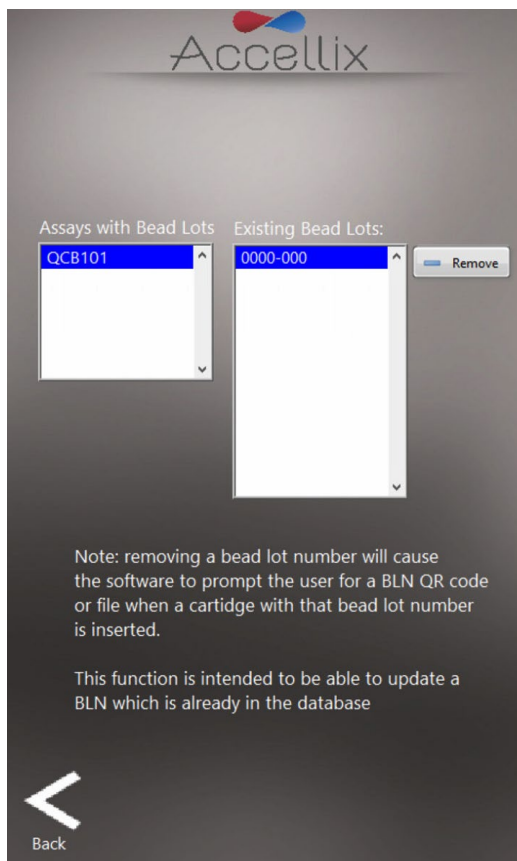 Accellix
Assays with Bead Lots
Existing Bead Lots:
QCB101
0000-000
Remove
Note: removing a bead lot number will cause
the software to prompt the user for a BLN QR code
or file when a cartidge with that bead lot number
is inserted.
This function is intended to be able to update a
BLN which is already in the database
Back